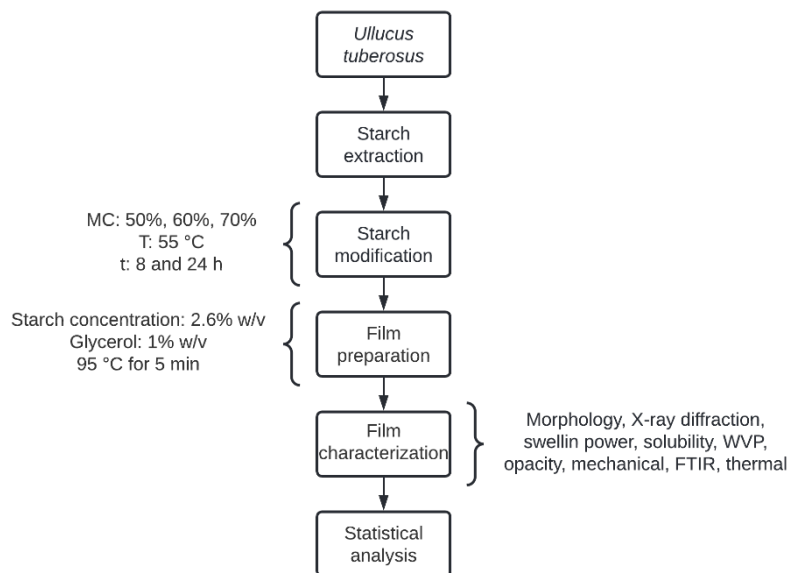 Ullucus
tuberosus
Starch
extraction
MC: 50%, 60%, 70%
T: 55 °C
t: 8 and 24 h
Starch
modification
Starch concentration: 2.6% w/v
Glycerol: 1% w/v
95 °C for 5 min
Film
preparation
Film
characterization
Morphology, X-ray diffraction,
swellin power, solubility, WVP,
opacity, mechanical, FTIR, thermal
Statistical
analysis